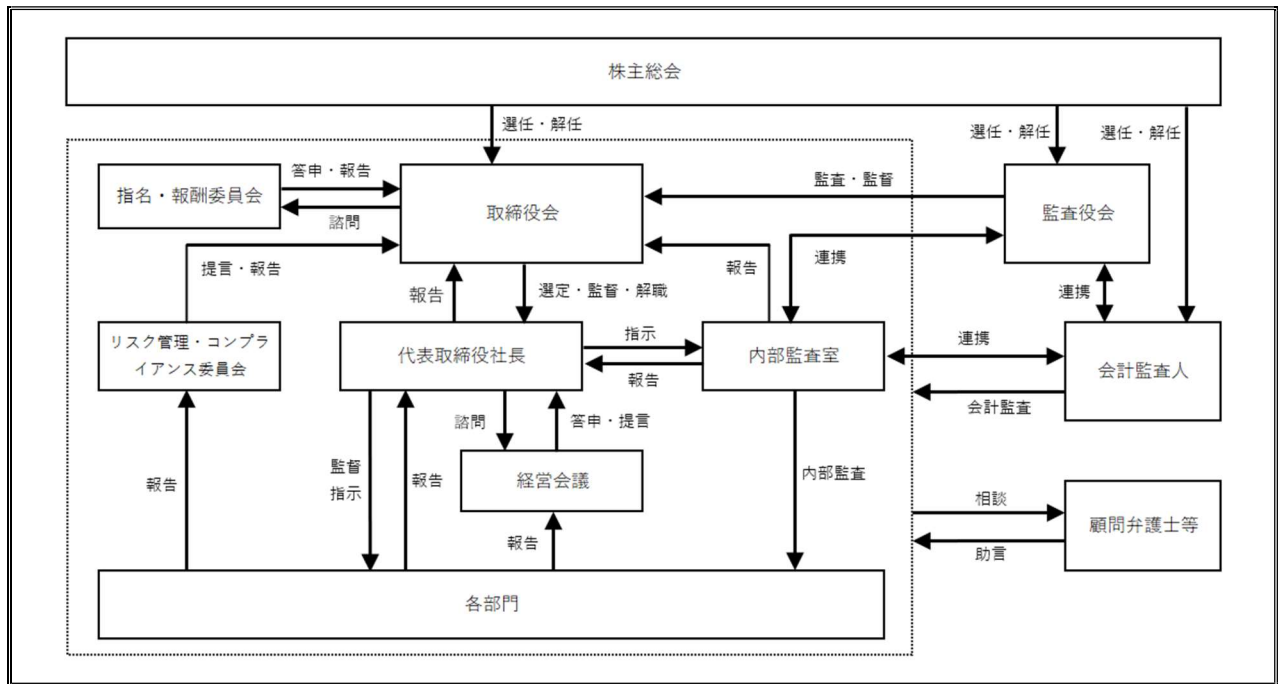 株主総会
選任・解任
選任・解任
選任・解任
指名・報酬委員会
答申・報告
諮問
取締役会
監査・監督
監査役会
提言・報告
報告
選定・監督・解職
報告
連携
連携
リスク管理・コンプラ
イアンス委員会
代表取締役社長
指示
報告
内部監査室
連携
会計監査
会計監査人
諮問
答申・提言
報告
監督
指示
報告
経営会議
内部監査
報告
相談
助言
顧問弁護士等
各部門